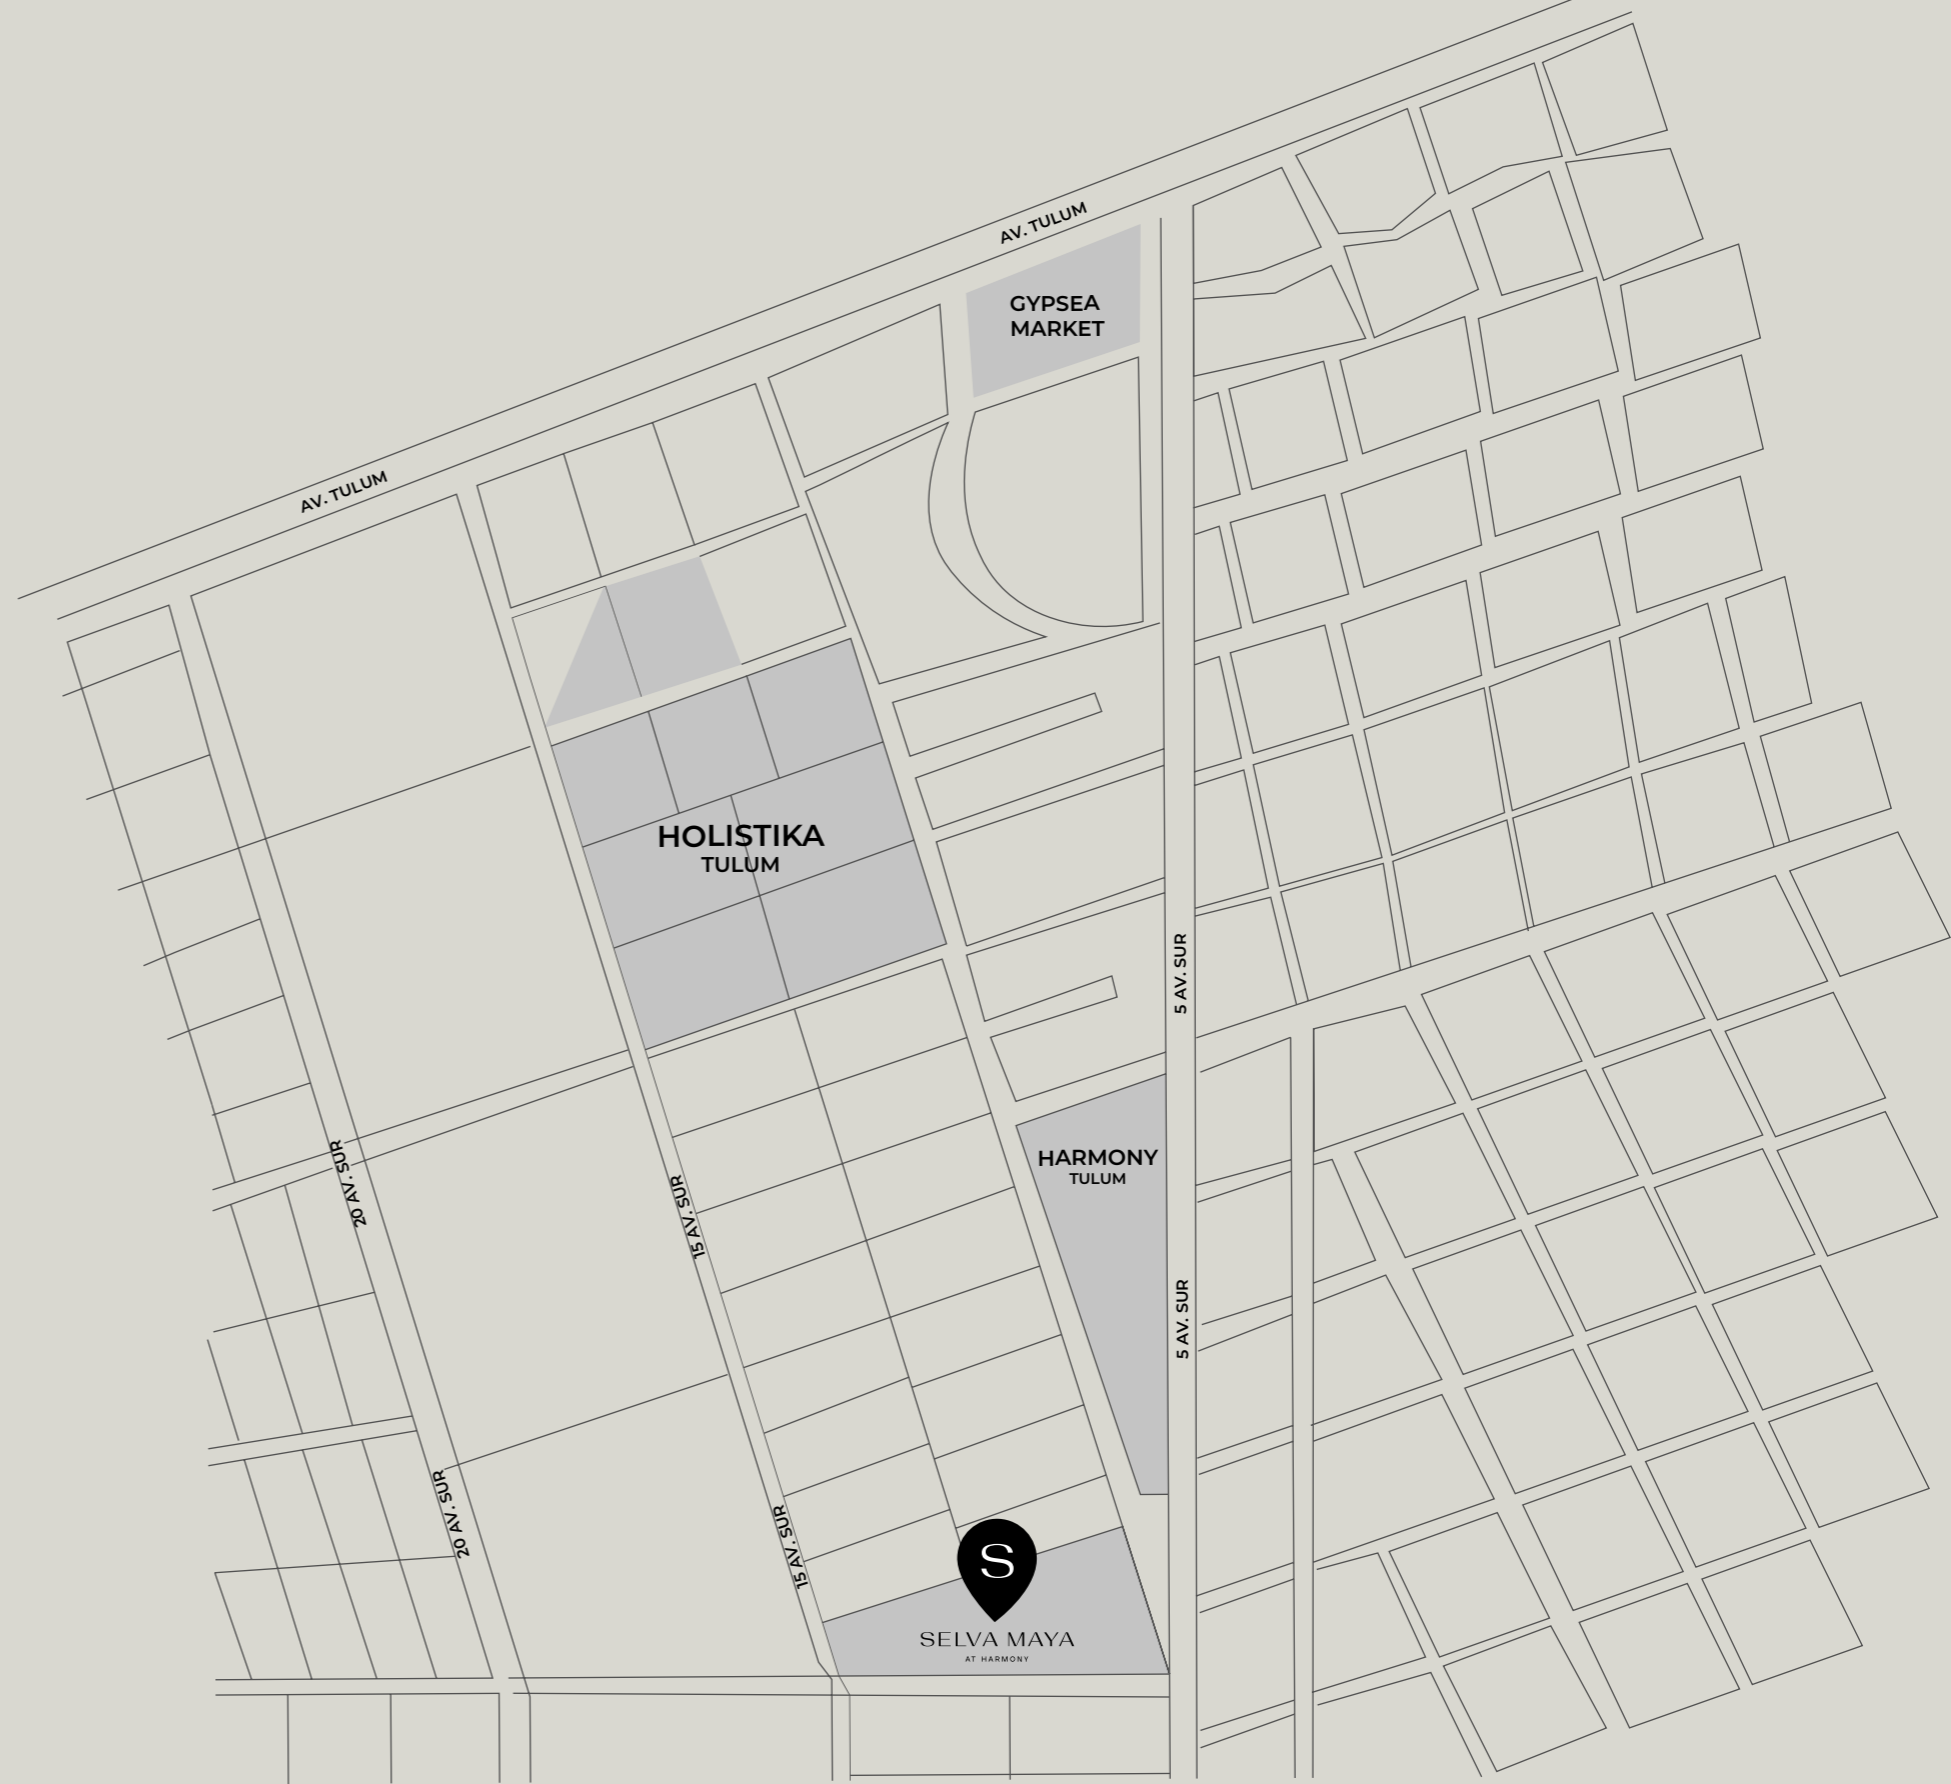 AV. TULUM
GYPSEA
MARKET
AV. TULUM
HOLISTIKA
TULUM
5 AV. SUR
HARMONY
TULUM
20 AV. SUR
15 AV. SUR
5 AV. SUR
20 AV. SUR
15 AV. SUR
S
SELVA MAYA
AT HARMONY